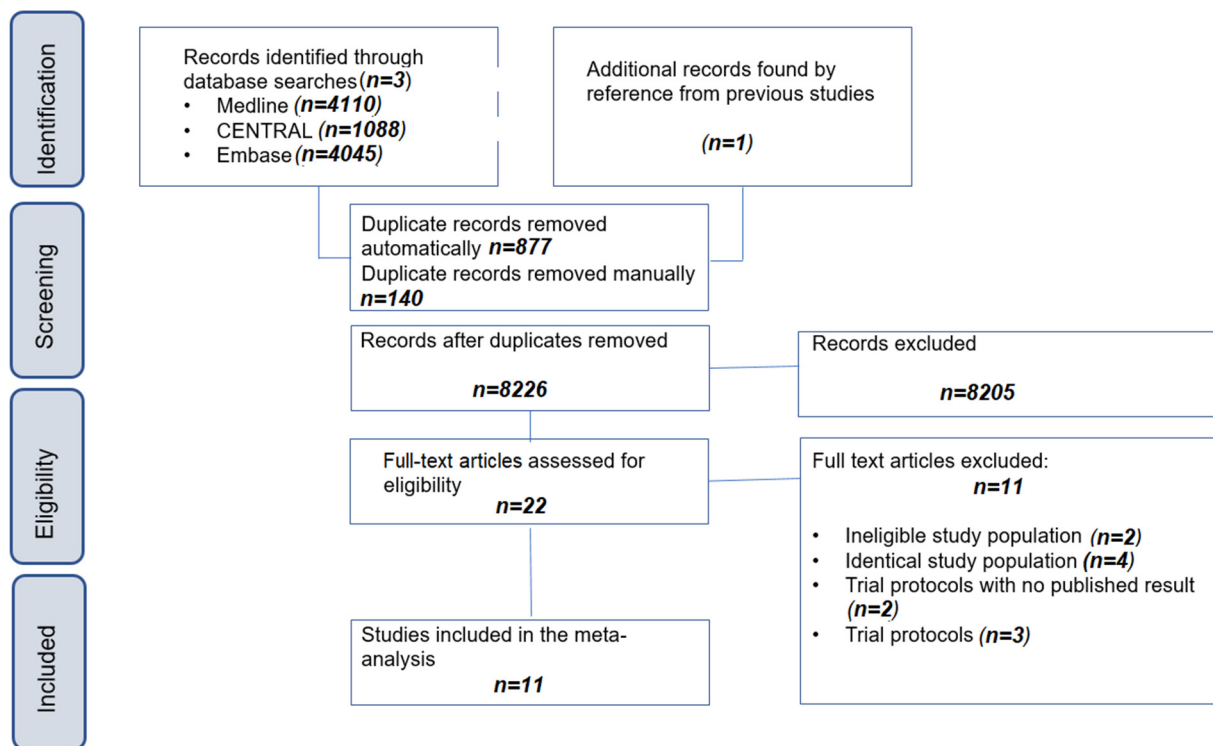 Identification
Records identified through
database searches(n=3)
• Medline (n=4110)
• CENTRAL (n=1088)
• Embase (n=4045)
Additional records found by
reference from previous studies
(n=1)
Screening
Duplicate records removed
automatically n=877
Duplicate records removed manually
n=140
Records after duplicates removed
n=8226
Records excluded
n=8205
Eligibility
Full-text articles assessed for
eligibility
n=22
Full text articles excluded:
n=11
• Ineligible study population (n=2)
• Identical study population (n=4)
• Trial protocols with no published result
(n=2)
• Trial protocols (n=3)
Included
Studies included in the meta-
analysis
n=11